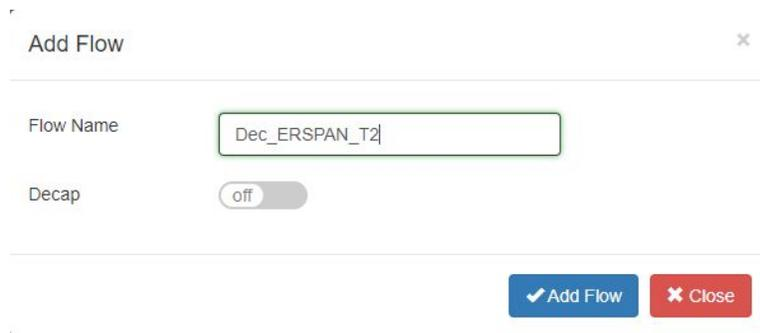 Add Flow
×
Flow Name
Dec_ERSPAN_T2
Decap
off
Add Flow
Close